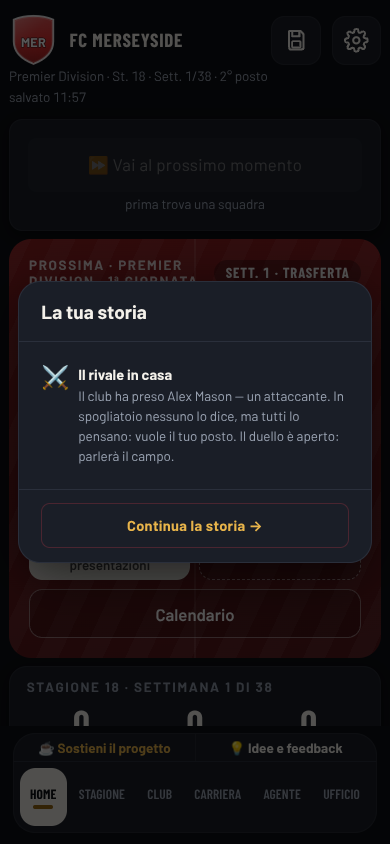 MER
FC MERSEYSIDE
Premier Division · St. 18 · Sett. 1/38 · 2° posto
salvato 11:57
⏩ Vai al prossimo momento
prima trova una squadra
PROSSIMA · PREMIER
DIVISION · 1ª GIORNATA
SETT. 1 · TRASFERTA
La tua storia
Il rivale in casa
Il club ha preso Alex Mason — un attaccante. In
spogliatoio nessuno lo dice, ma tutti lo
pensano: vuole il tuo posto. Il duello è aperto:
parlerà il campo.
Continua la storia →
presentazioni
Calendario
STAGIONE 18 · SETTIMANA 1 DI 38
0 0 0
☕ Sostieni il progetto
💡 Idee e feedback
HOME STAGIONE CLUB CARRIERA AGENTE UFFICIO